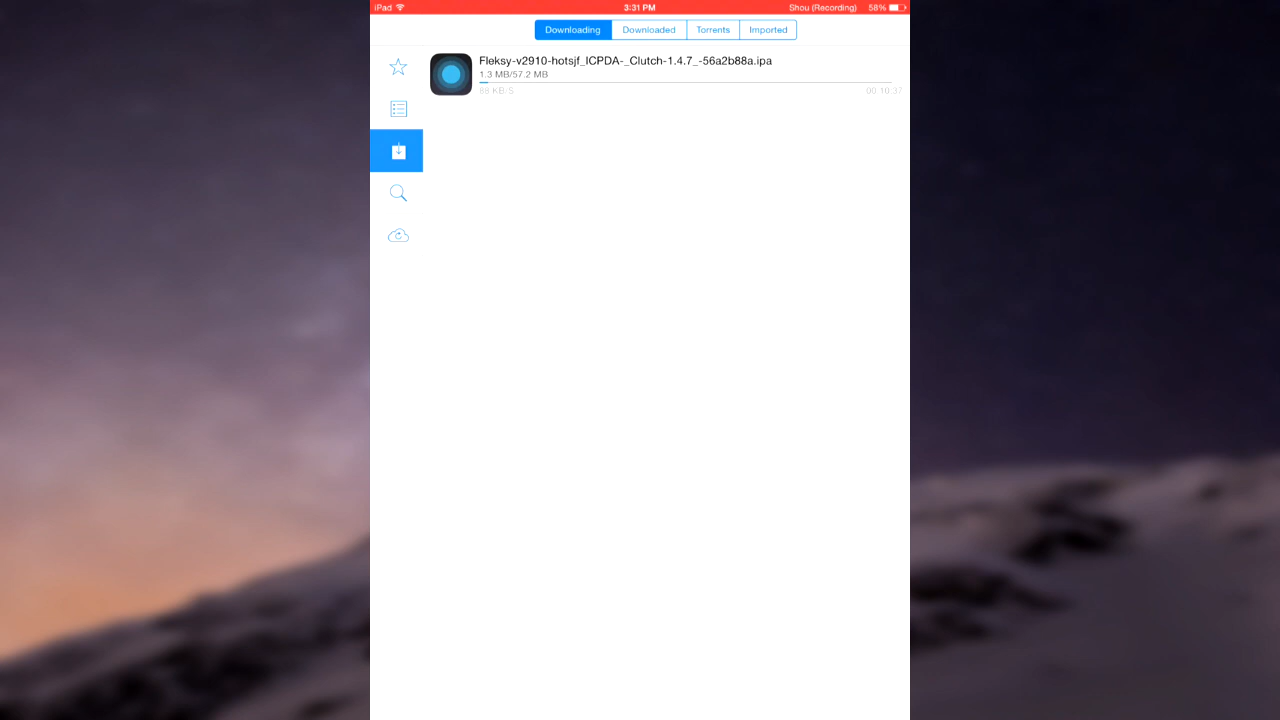 iPad 3:31 PM Shou (Recording) 58%
Downloading Downloaded Torrents Imported
Fleksy-v2910-hotsjf_ICPDA-_Clutch-1.4.7_-56a2b88a.ipa
1.3 MB/57.2 MB
88 KB/S 00:10:37